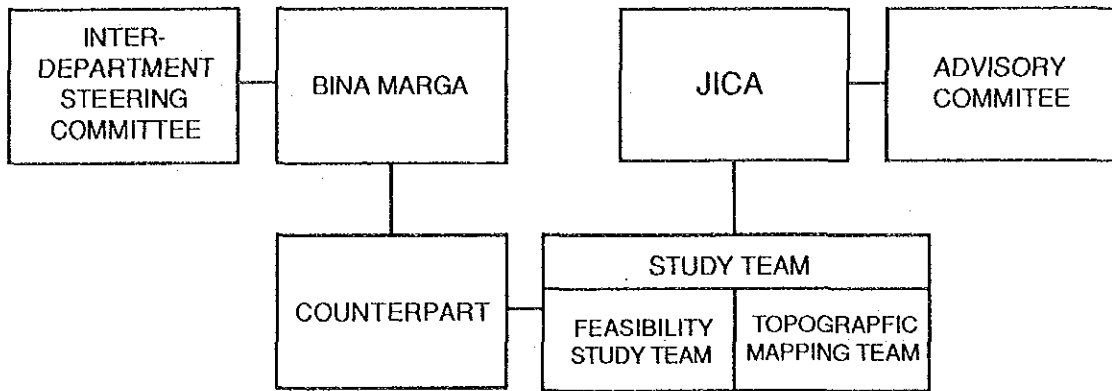 INTER-
DEPARTMENT
STEERING
COMMITTEE
BINA MARGA
JICA
ADVISORY
COMMITEE
COUNTERPART
STUDY TEAM
FEASIBILITY
STUDY TEAM
TOPOGRAPFIC
MAPPING TEAM